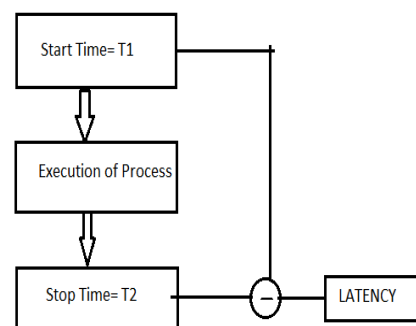 Start Time= T1
Execution of Process
Stop Time= T2
−
LATENCY